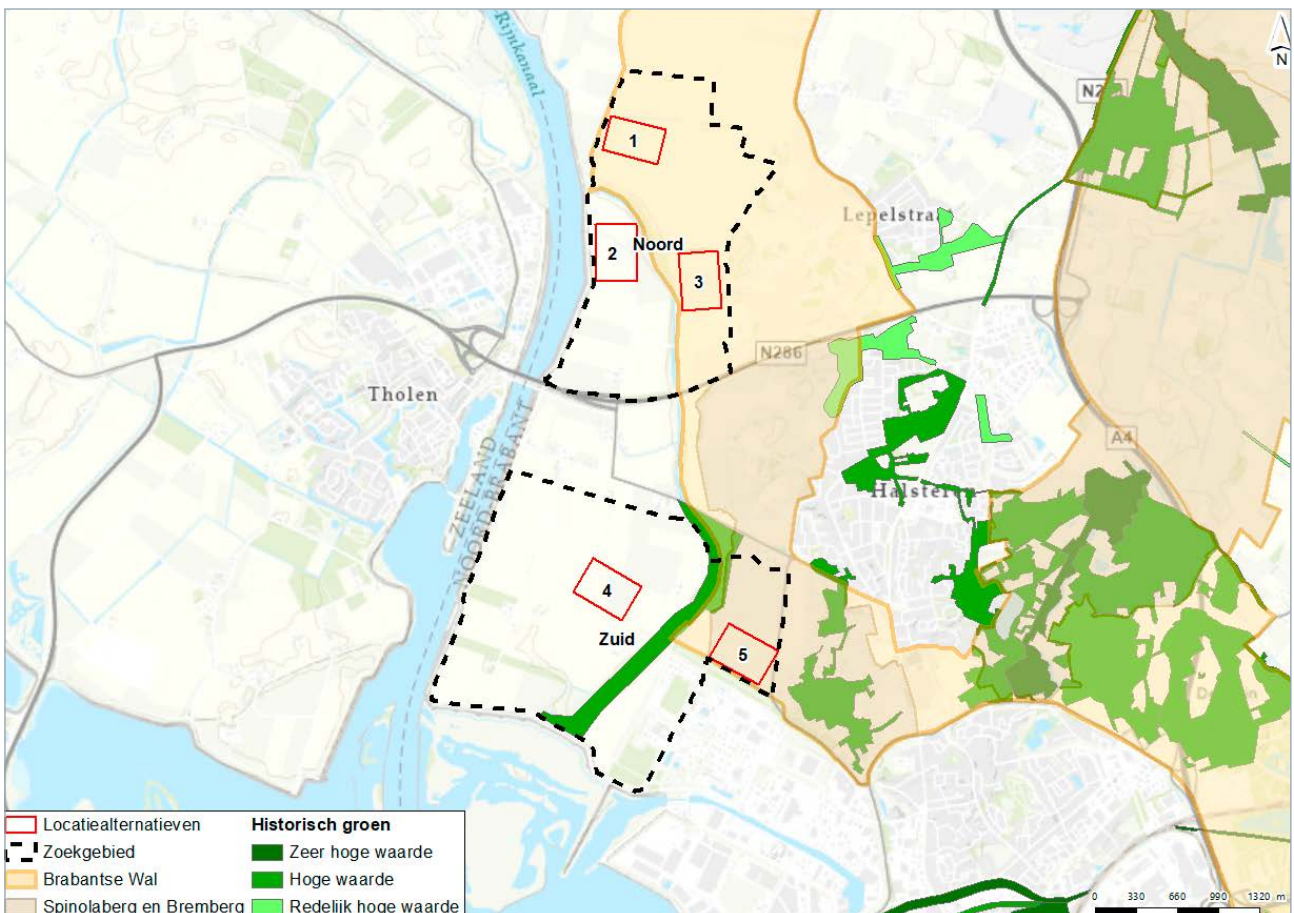 Rijnkanaal
N
1
Lepelstraat
2
Noord
3
N286
Tholen
ZEELAND
NOORD-BRABANT
A4
Halsteren
4
Zuid
5
Locatiealternatieven
Zoekgebied
Brabantse Wal
Spinolaberg en Bremberg
Historisch groen
Zeer hoge waarde
Hoge waarde
Redelijk hoge waarde
0 330 660 990 1320 m